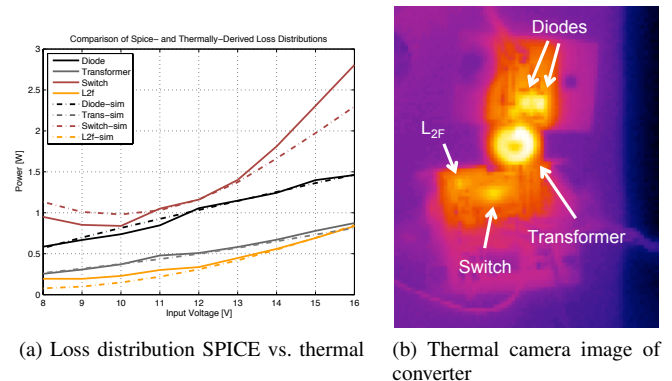 Comparison of Spice- and Thermally-Derived Loss Distributions
3
2.5
2
1.5
1
0.5
0
Power [W]
Diode
Transformer
Switch
L2f
Diode-sim
Trans-sim
Switch-sim
L2f-sim
8 9 10 11 12 13 14 15 16
Input Voltage [V]
(a) Loss distribution SPICE vs. thermal
Diodes
L2F
Transformer
Switch
(b) Thermal camera image of
converter